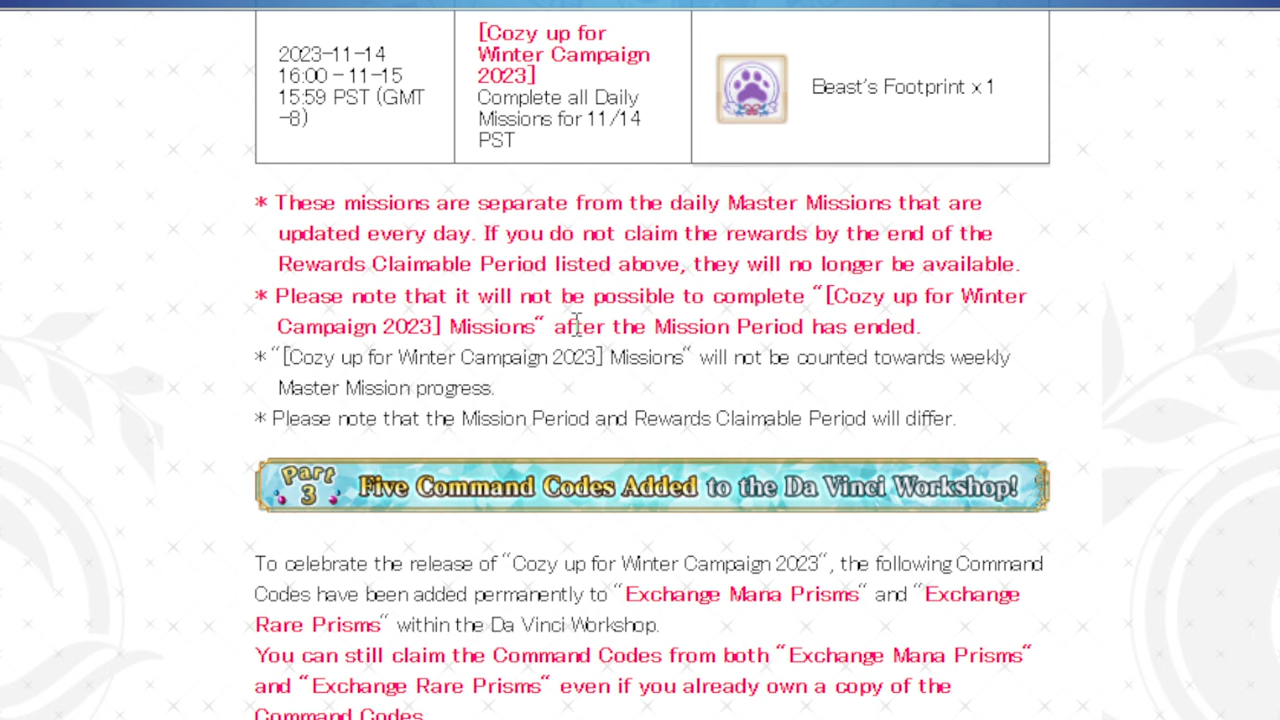 2023-11-14
16:00 - 11-15
15:59 PST (GMT
-8)
[Cozy up for
Winter Campaign
2023]
Complete all Daily
Missions for 11/14
PST
Beast's Footprint x 1
* These missions are separate from the daily Master Missions that are
updated every day. If you do not claim the rewards by the end of the
Rewards Claimable Period listed above, they will no longer be available.
* Please note that it will not be possible to complete "[Cozy up for Winter
Campaign 2023] Missions" after the Mission Period has ended.
* "[Cozy up for Winter Campaign 2023] Missions" will not be counted towards weekly
Master Mission progress.
* Please note that the Mission Period and Rewards Claimable Period will differ.
Part
3
Five Command Codes Added to the Da Vinci Workshop!
To celebrate the release of "Cozy up for Winter Campaign 2023", the following Command
Codes have been added permanently to "Exchange Mana Prisms" and "Exchange
Rare Prisms" within the Da Vinci Workshop.
You can still claim the Command Codes from both "Exchange Mana Prisms"
and "Exchange Rare Prisms" even if you already own a copy of the
Command Codes.